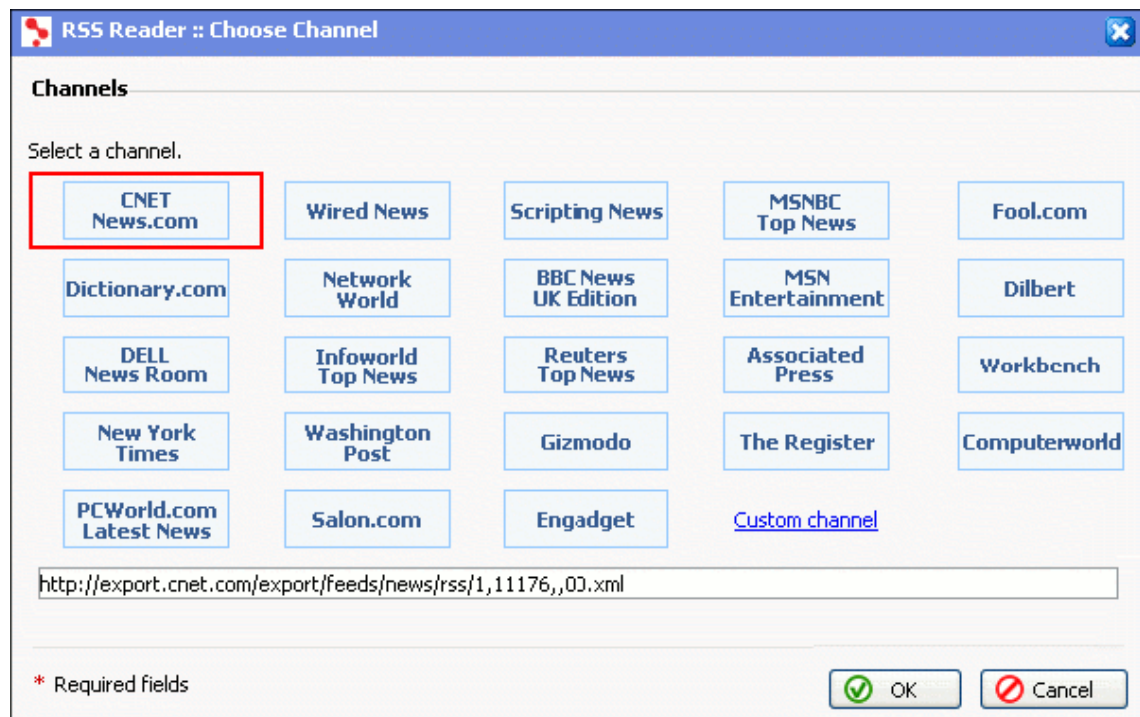 RSS Reader :: Choose Channel
Channels
Select a channel.
CNET
News.com
Wired News
Scripting News
MSNBC
Top News
Fool.com
Dictionary.com
Network
World
BBC News
UK Edition
MSN
Entertainment
Dilbert
DELL
News Room
Infoworld
Top News
Reuters
Top News
Associated
Press
Workbench
New York
Times
Washington
Post
Gizmodo
The Register
Computerworld
PCWorld.com
Latest News
Salon.com
Engadget
Custom channel
http://export.cnet.com/export/feeds/news/rss/1,11176,,00.xml
* Required fields
OK
Cancel